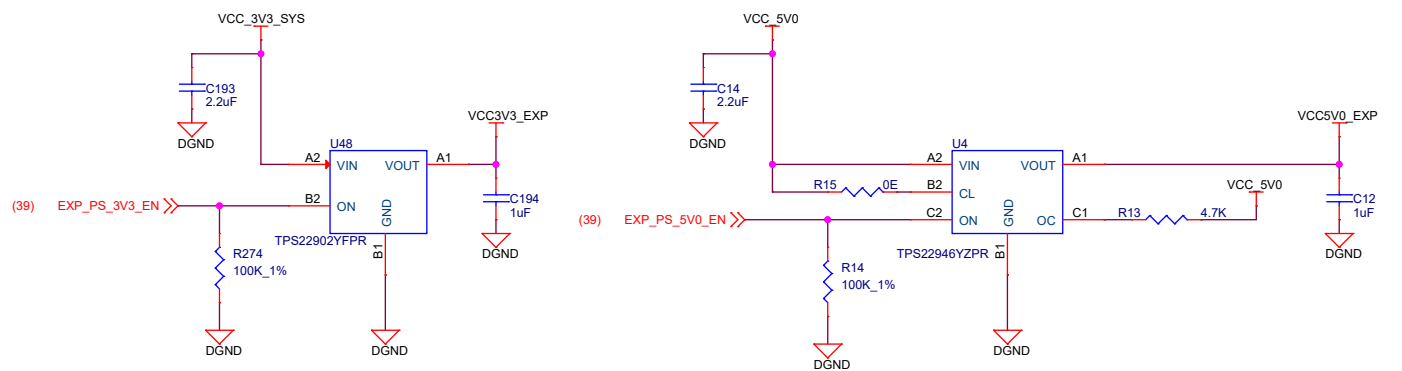 VCC_3V3_SYS
C193
2.2uF
DGND
VCC3V3_EXP
U48
A2
VIN
VOUT
A1
B2
ON
GND
B1
TPS22902YFPR
C194
1uF
DGND
(39)
EXP_PS_3V3_EN
R274
100K_1%
DGND
DGND
VCC_5V0
C14
2.2uF
DGND
VCC5V0_EXP
U4
A2
VIN
VOUT
A1
R15
0E
B2
CL
C2
ON
GND
OC
C1
R13
4.7K
VCC_5V0
B1
TPS22946YZPR
C12
1uF
DGND
(39)
EXP_PS_5V0_EN
R14
100K_1%
DGND
DGND